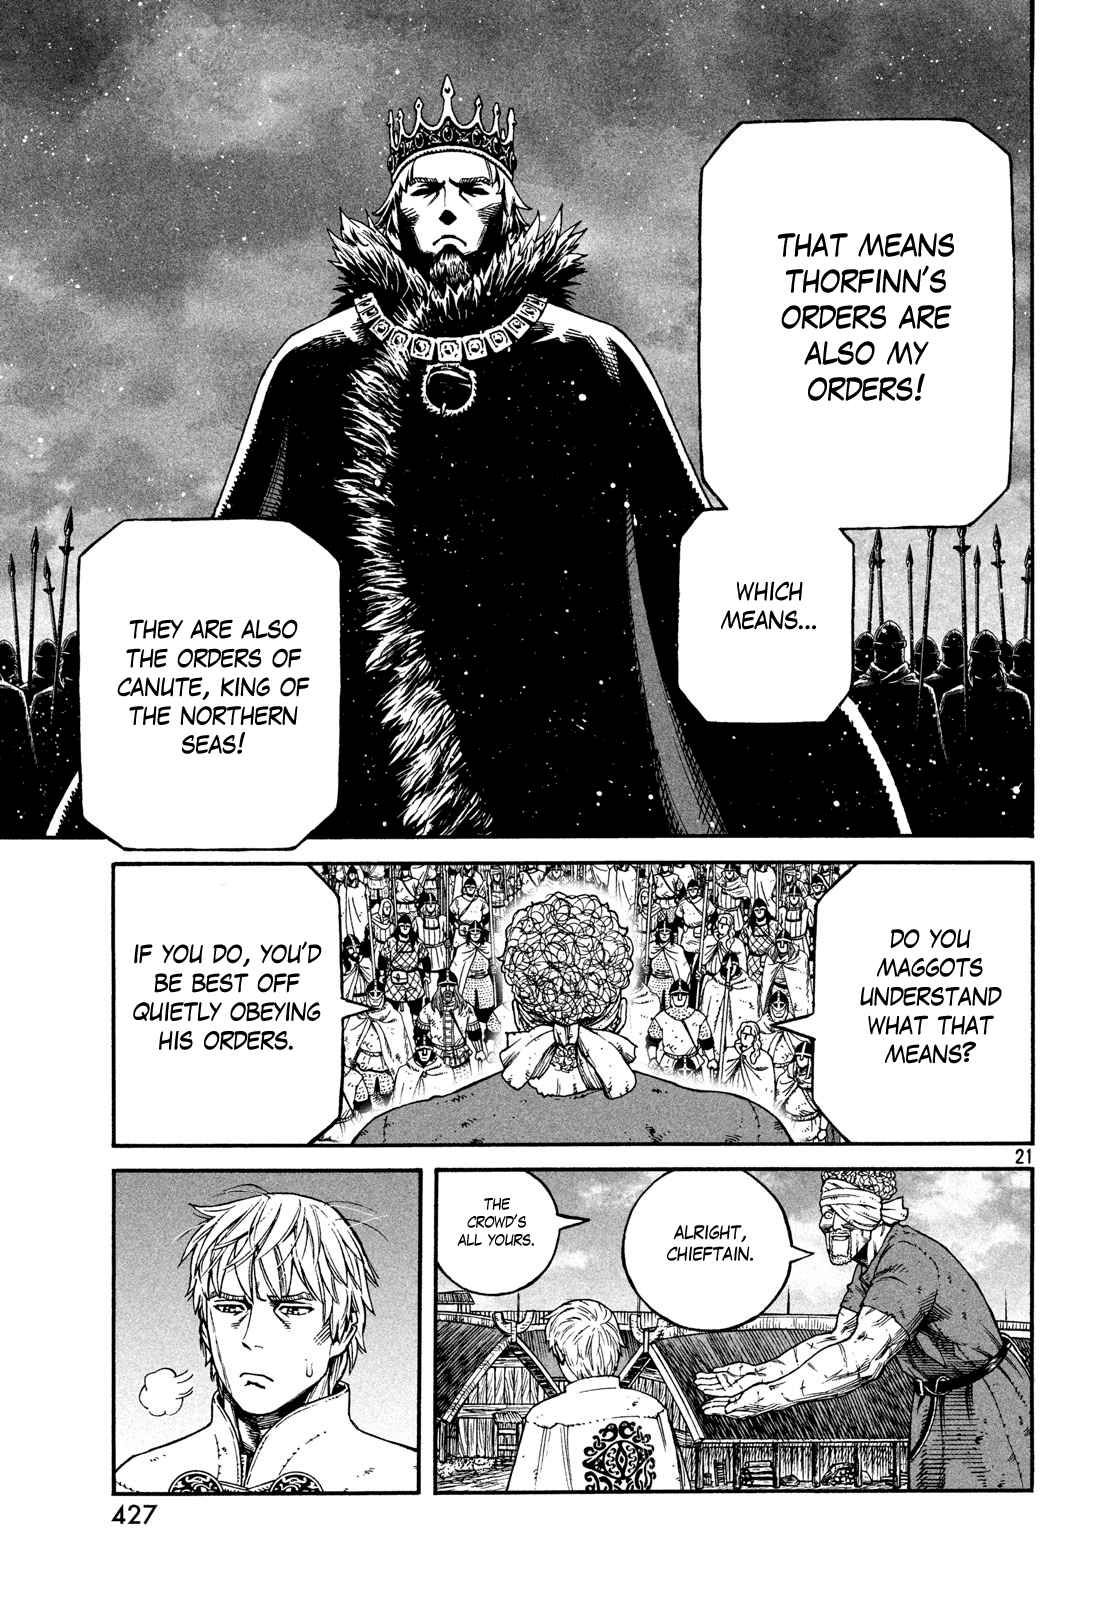 THAT MEANS
THORFINN'S
ORDERS ARE
ALSO MY
ORDERS!
WHICH
MEANS...
THEY ARE ALSO
THE ORDERS OF
CANUTE, KING OF
THE NORTHERN
SEAS!
DO YOU
MAGGOTS
UNDERSTAND
WHAT THAT
MEANS?
IF YOU DO, YOU'D
BE BEST OFF
QUIETLY OBEYING
HIS ORDERS.
21
ALRIGHT,
CHIEFTAIN.
THE
CROWD'S
ALL YOURS.
427